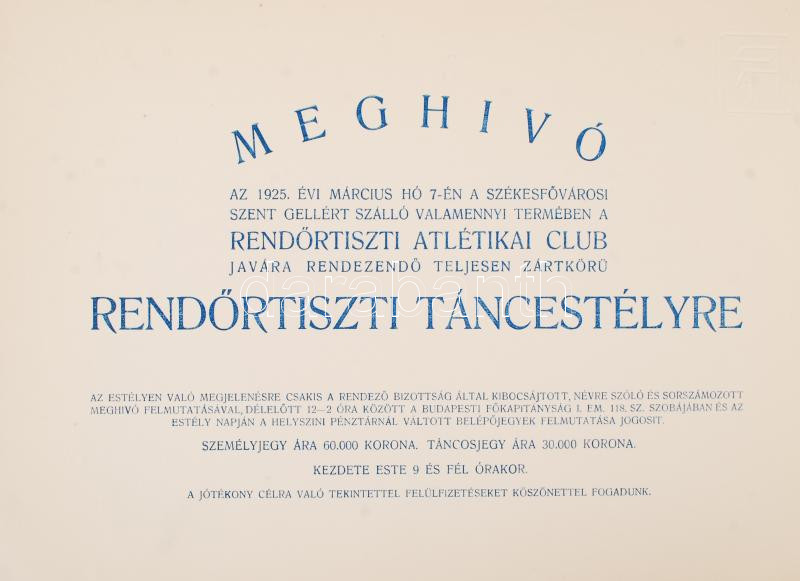 MEGHIVÓ
AZ 1925. ÉVI MÁRCIUS HÓ 7-ÉN A SZÉKESFŐVÁROSI
SZENT GELLÉRT SZÁLLÓ VALAMENNYI TERMÉBEN A
RENDŐRTISZTI ATLÉTIKAI CLUB
JAVÁRA RENDEZENDŐ TELJESEN ZÁRTKÖRŰ
darabanth
RENDŐRTISZTI TÁNCESTÉLYRE
AZ ESTÉLYEN VALÓ MEGJELENÉSRE CSAKIS A RENDEZŐ BIZOTTSÁG ÁLTAL KIBOCSÁJTOTT, NÉVRE SZÓLÓ ÉS SORSZÁMOZOTT
MEGHIVÓ FELMUTATÁSÁVAL, DÉLELŐTT 12—2 ÓRA KÖZÖTT A BUDAPESTI FŐKAPITÁNYSÁG I. EM. 118. SZ. SZOBÁJÁBAN ÉS AZ
ESTÉLY NAPJÁN A HELYSZINI PÉNZTÁRNÁL VÁLTOTT BELÉPŐJEGYEK FELMUTATÁSA JOGOSIT.
SZEMÉLYJEGY ÁRA 60.000 KORONA. TÁNCOSJEGY ÁRA 30.000 KORONA.
KEZDETE ESTE 9 ÉS FÉL ÓRAKOR.
A JÓTÉKONY CÉLRA VALÓ TEKINTETTEL FELÜLFIZETÉSEKET KÖSZÖNETTEL FOGADUNK.